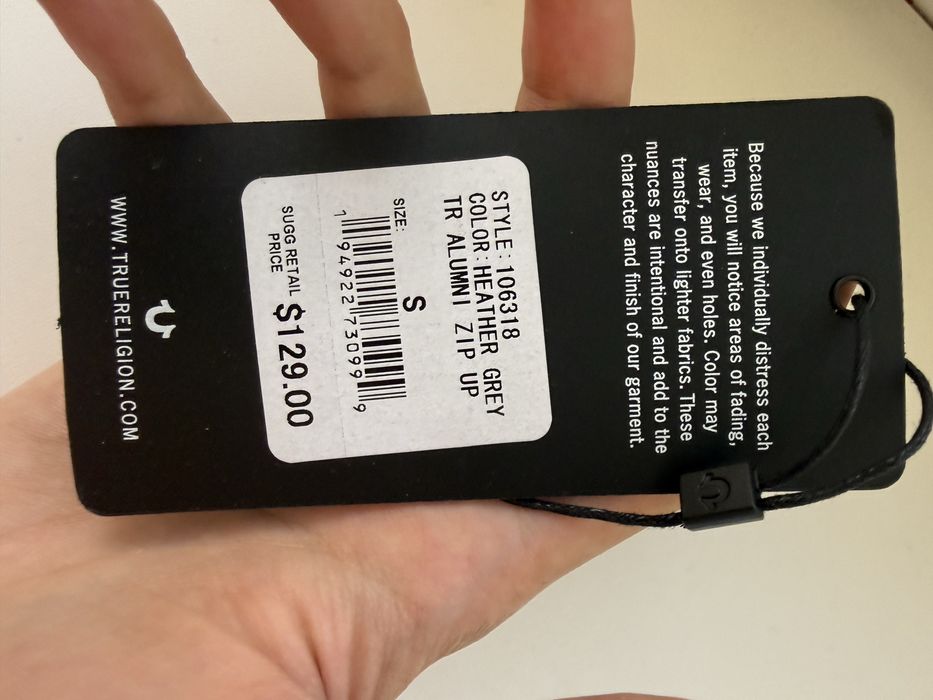 Because we individually distress each
item, you will notice areas of fading,
wear, and even holes. Color may
transfer onto lighter fabrics. These
nuances are intentional and add to the
character and finish of our garment.
STYLE: 106318
COLOR: HEATHER GREY
TR ALUMNI ZIP UP
SIZE: S
1 94922 73099 9
SUGG RETAIL $129.00
PRICE
WWW.TRUERELIGION.COM